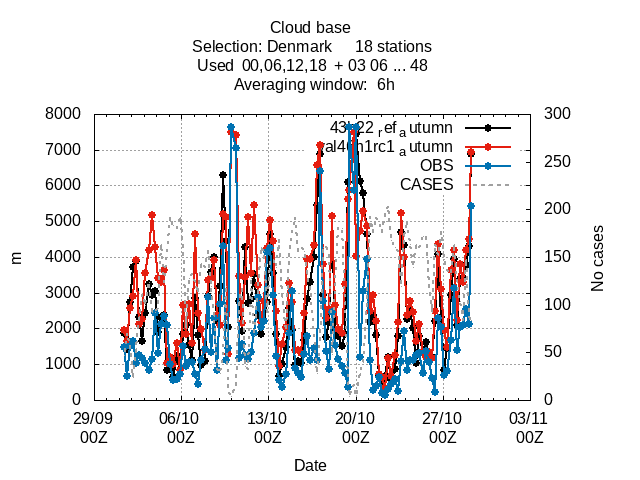 Cloud base
Selection: Denmark 18 stations
Used 00,06,12,18 + 03 06 ... 48
Averaging window: 6h
8000
7000
6000
5000
4000
3000
2000
1000
0
300
250
200
150
100
50
0
utumn
utumn
OBS
CASES
m
No cases
29/09 06/10 13/10 20/10 27/10 03/11
00Z 00Z 00Z 00Z 00Z 00Z
Date